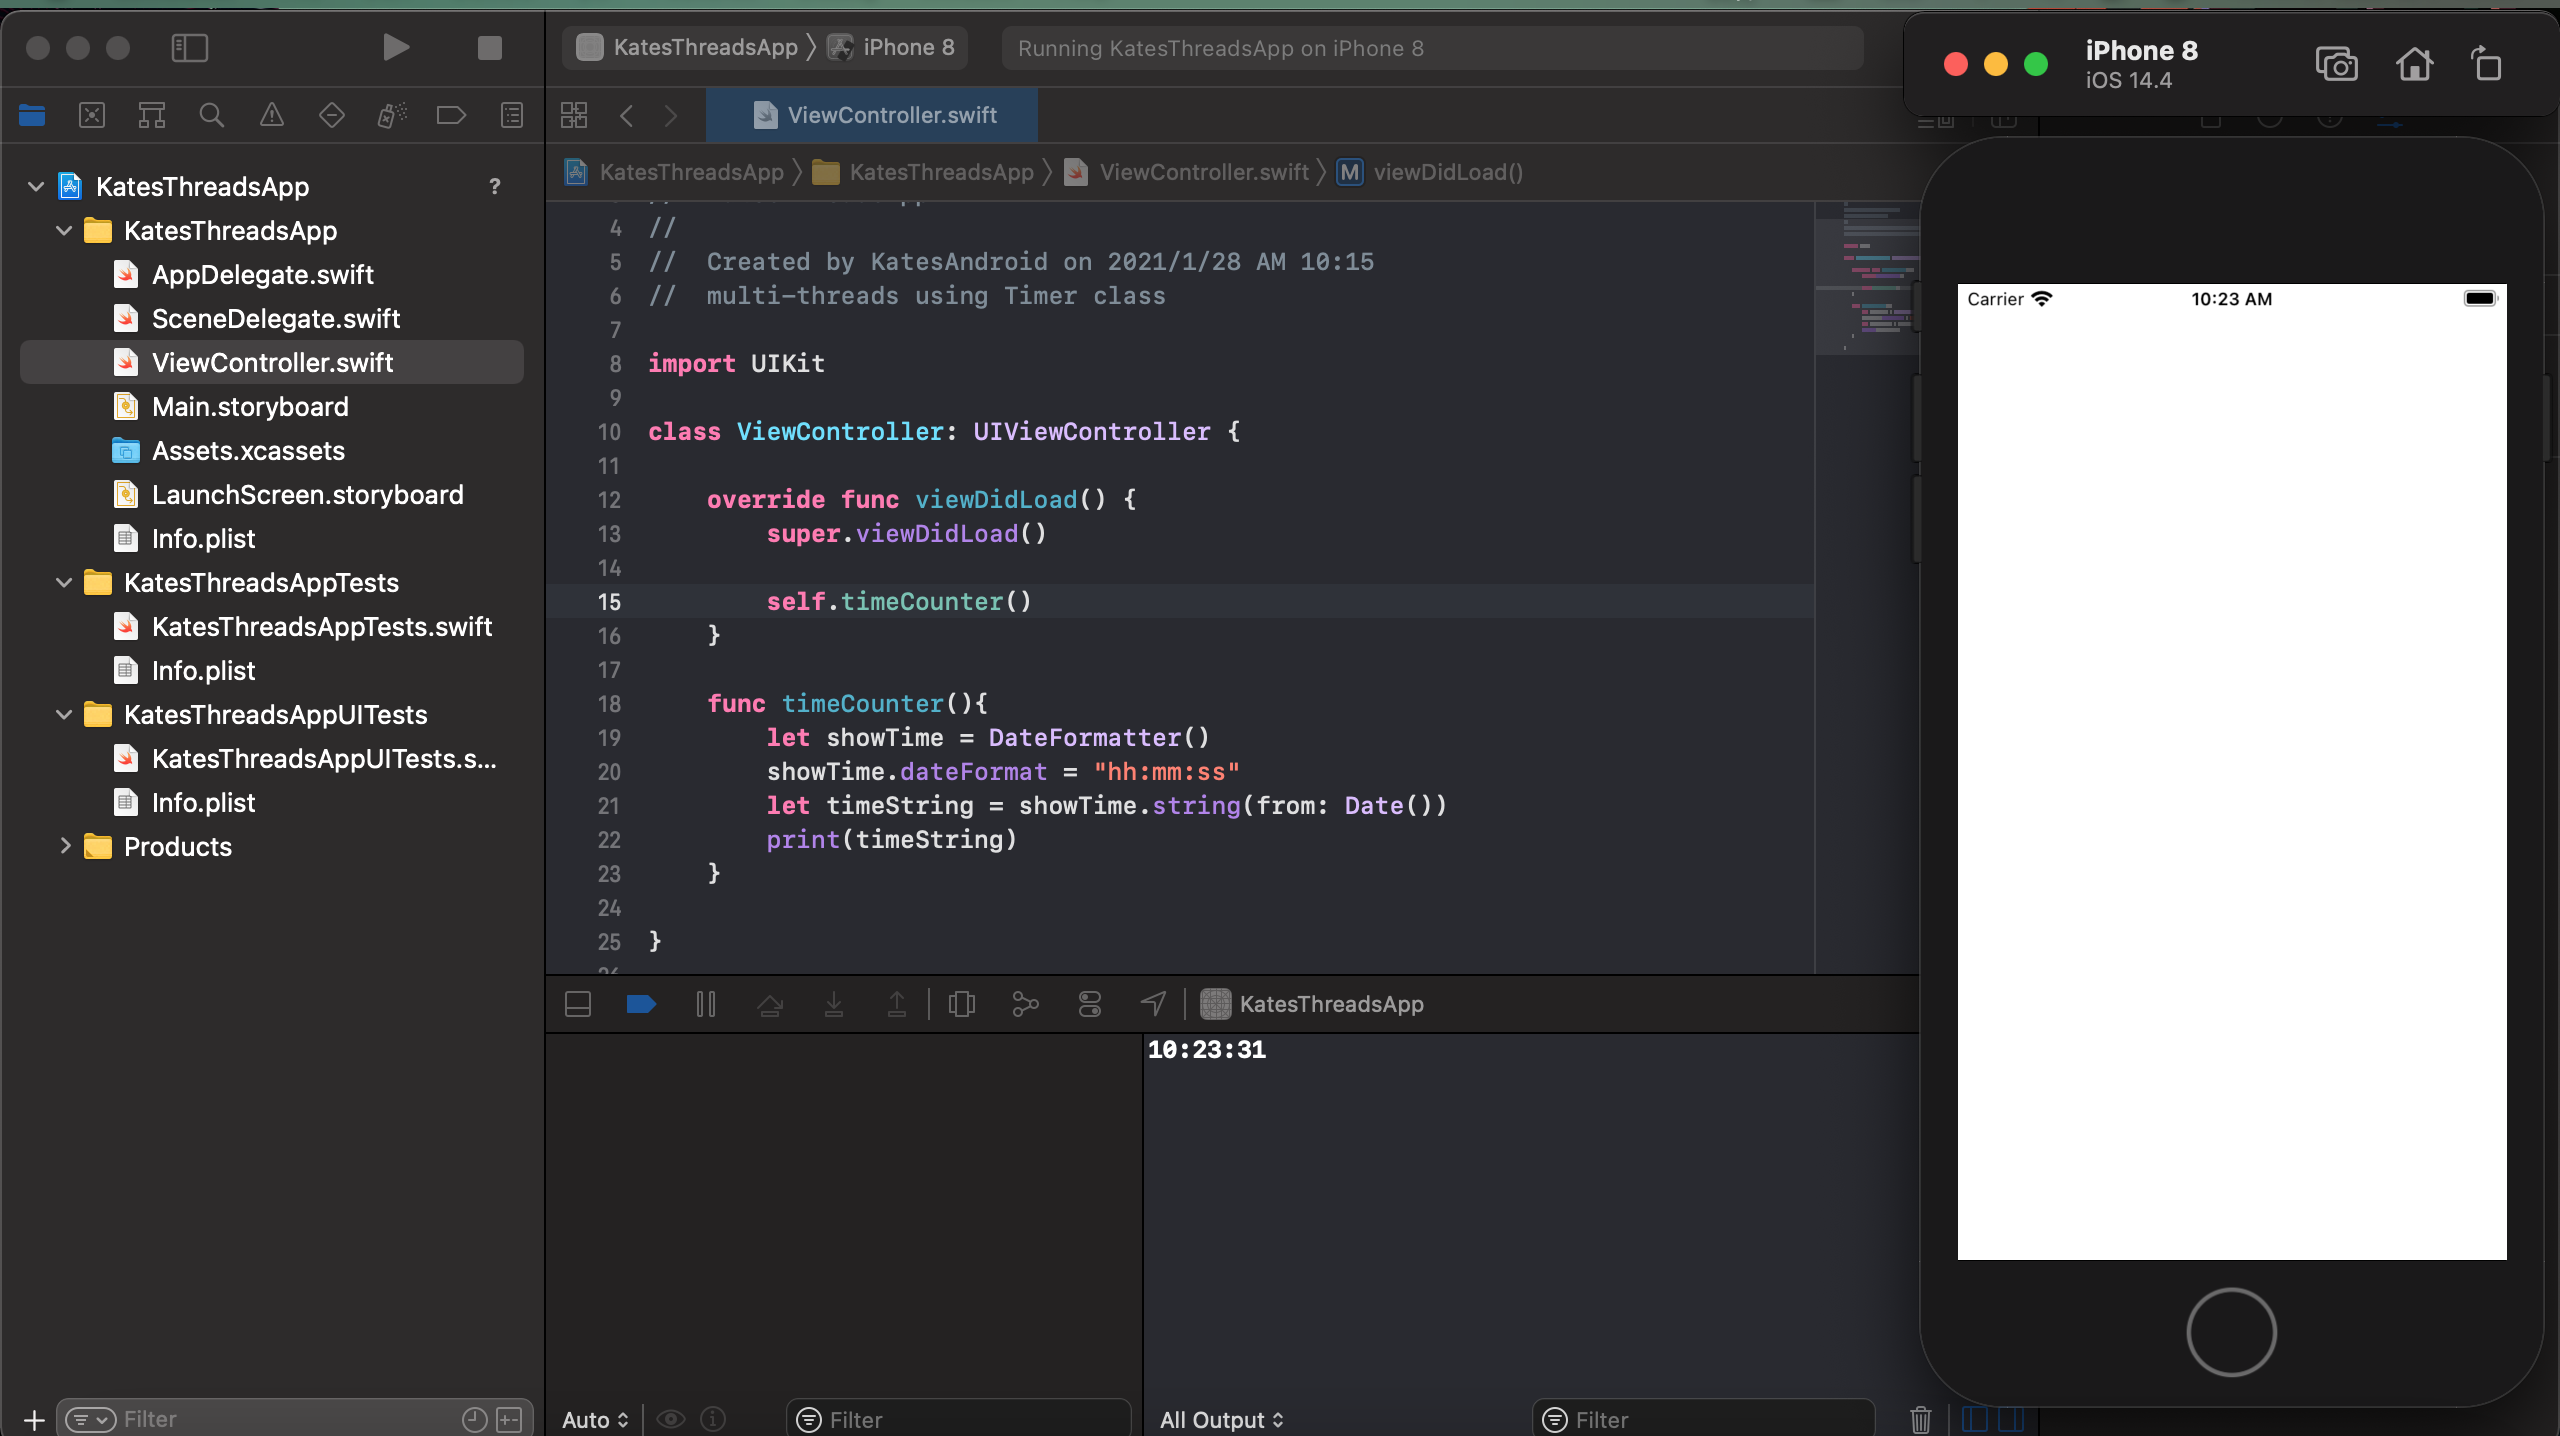 KatesThreadsApp
iPhone 8
Running KatesThreadsApp on iPhone 8
iPhone 8
iOS 14.4
ViewController.swift
KatesThreadsApp
KatesThreadsApp
ViewController.swift
M viewDidLoad()
KatesThreadsApp ?
KatesThreadsApp
AppDelegate.swift
SceneDelegate.swift
ViewController.swift
Main.storyboard
Assets.xcassets
LaunchScreen.storyboard
Info.plist
KatesThreadsAppTests
KatesThreadsAppTests.swift
Info.plist
KatesThreadsAppUITests
KatesThreadsAppUITests.s...
Info.plist
Products
Filter
4 //
5 //  Created by KatesAndroid on 2021/1/28 AM 10:15
6 //  multi-threads using Timer class
7
8 import UIKit
9
10 class ViewController: UIViewController {
11
12     override func viewDidLoad() {
13         super.viewDidLoad()
14
15         self.timeCounter()
16     }
17
18     func timeCounter(){
19         let showTime = DateFormatter()
20         showTime.dateFormat = "hh:mm:ss"
21         let timeString = showTime.string(from: Date())
22         print(timeString)
23     }
24
25 }
KatesThreadsApp
10:23:31
Auto
Filter
All Output
Filter
Carrier 10:23 AM